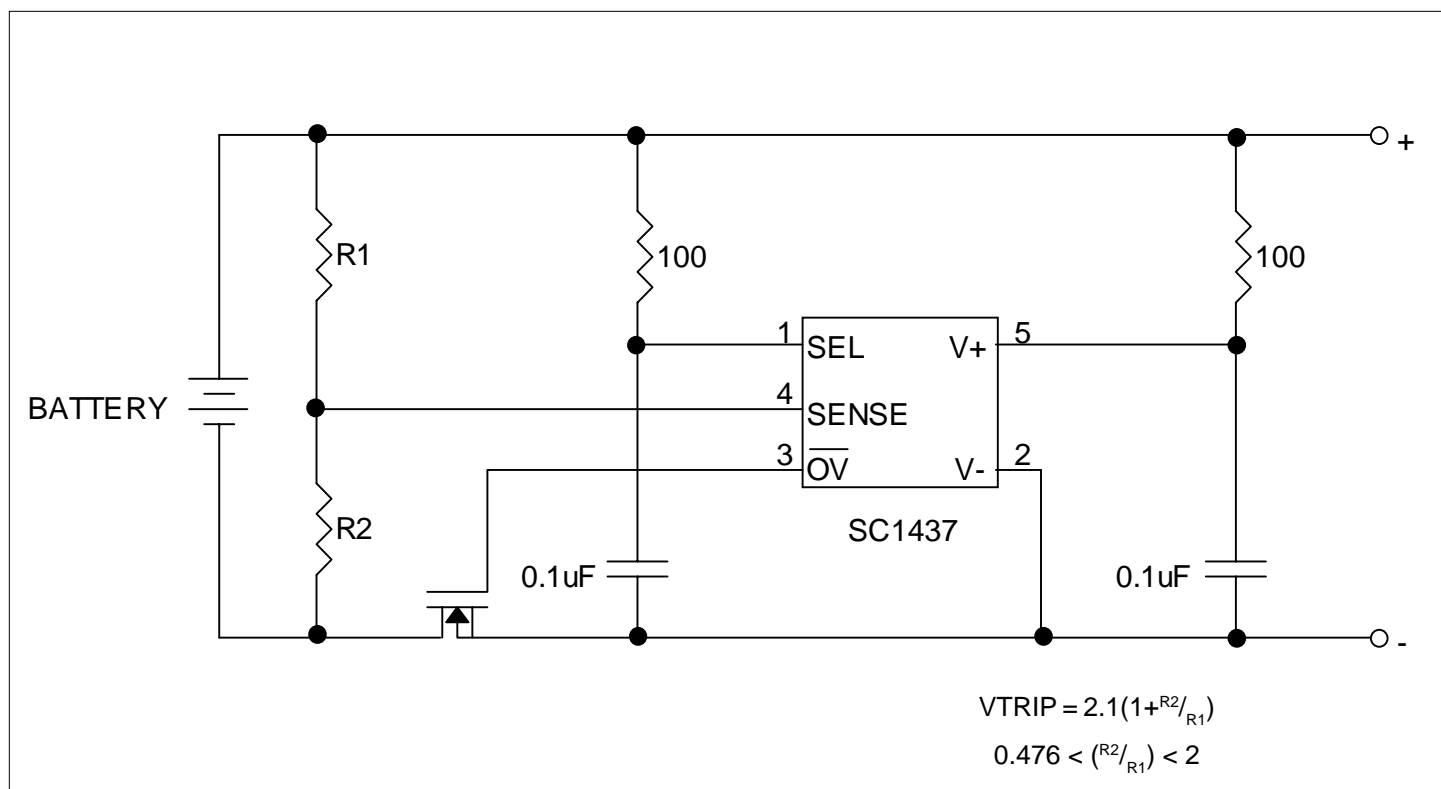 +
R1
100
100
1
SEL
V+
5
BATTERY
4
SENSE
3
OV
V-
2
R2
SC1437
0.1uF
0.1uF
-
VTRIP = 2.1(1+R2/R1)
0.476 < (R2/R1) < 2